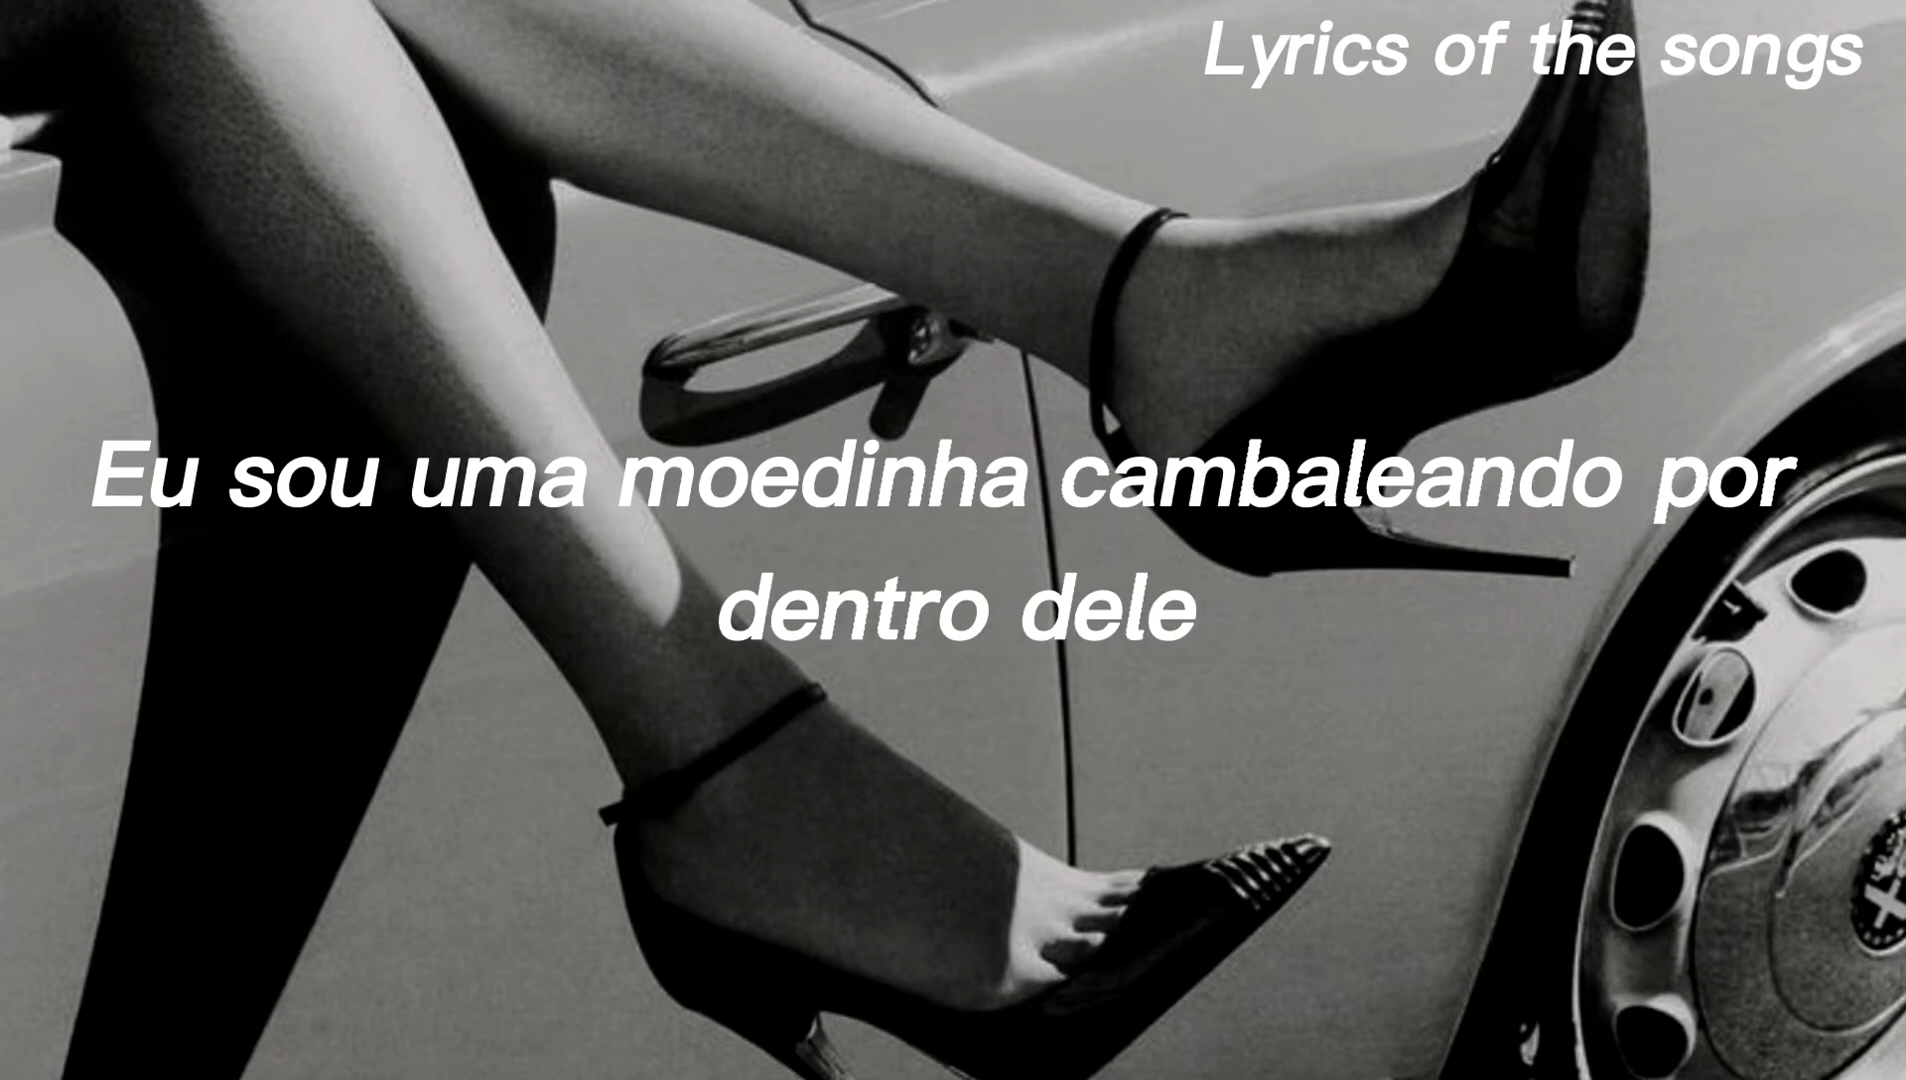 Lyrics of the songs
Eu sou uma moedinha cambaleando por
dentro dele